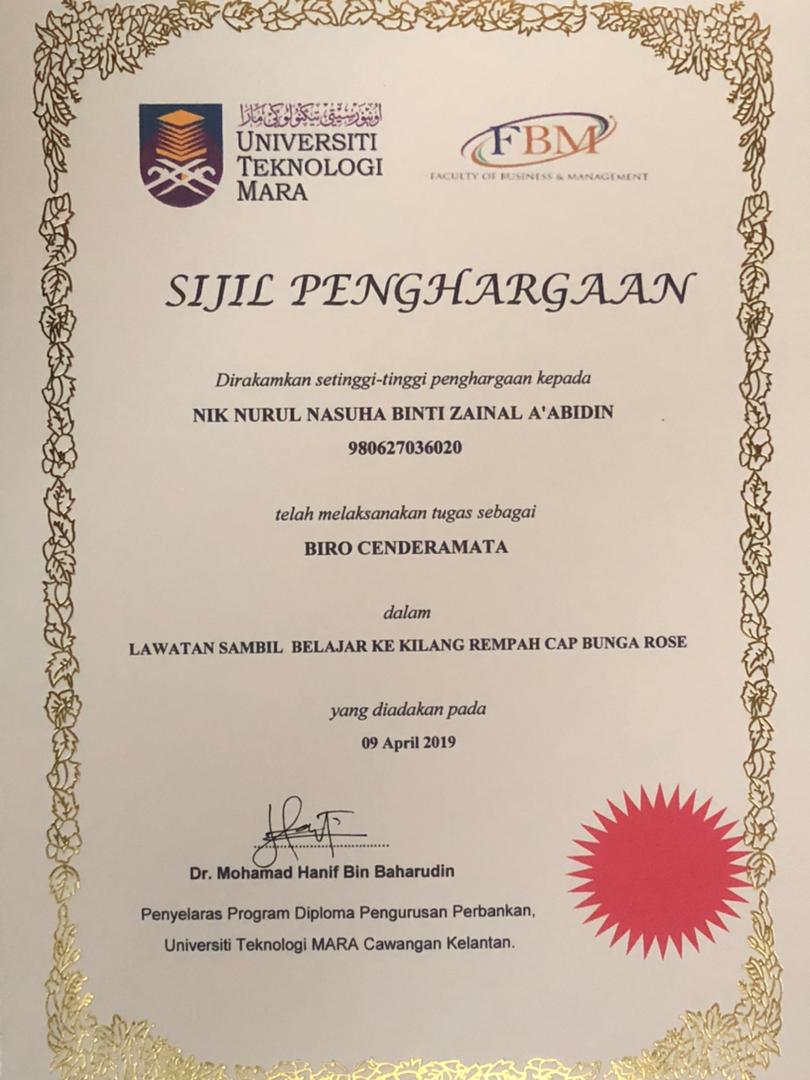 اونيۏرسيتي تيكنولوݢي مارا
UNIVERSITI
TEKNOLOGI
MARA
FBM
FACULTY OF BUSINESS & MANAGEMENT
SIJIL PENGHARGAAN
Dirakamkan setinggi-tinggi penghargaan kepada
NIK NURUL NASUHA BINTI ZAINAL A'ABIDIN
980627036020
telah melaksanakan tugas sebagai
BIRO CENDERAMATA
dalam
LAWATAN SAMBIL BELAJAR KE KILANG REMPAH CAP BUNGA ROSE
yang diadakan pada
09 April 2019
Dr. Mohamad Hanif Bin Baharudin
Penyelaras Program Diploma Pengurusan Perbankan,
Universiti Teknologi MARA Cawangan Kelantan.